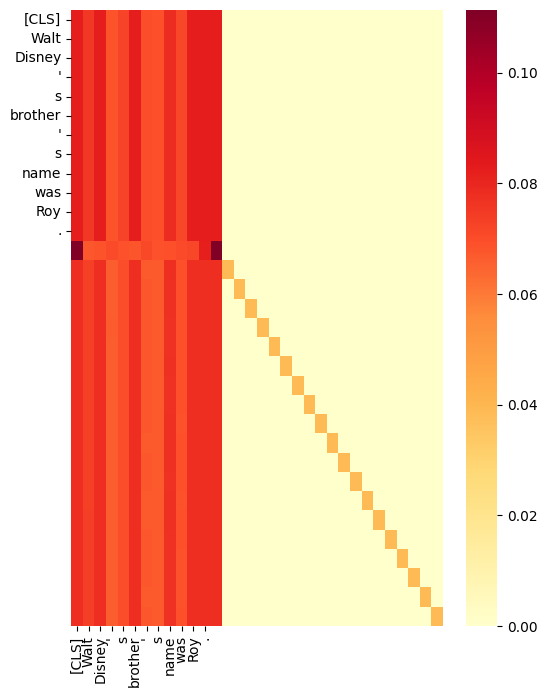 [CLS]
Walt
Disney
'
s
brother
'
s
name
was
Roy
.
0.10
0.08
0.06
0.04
0.02
0.00
[CLS]
Walt
Disney
'
s
brother
'
s
name
was
Roy
.